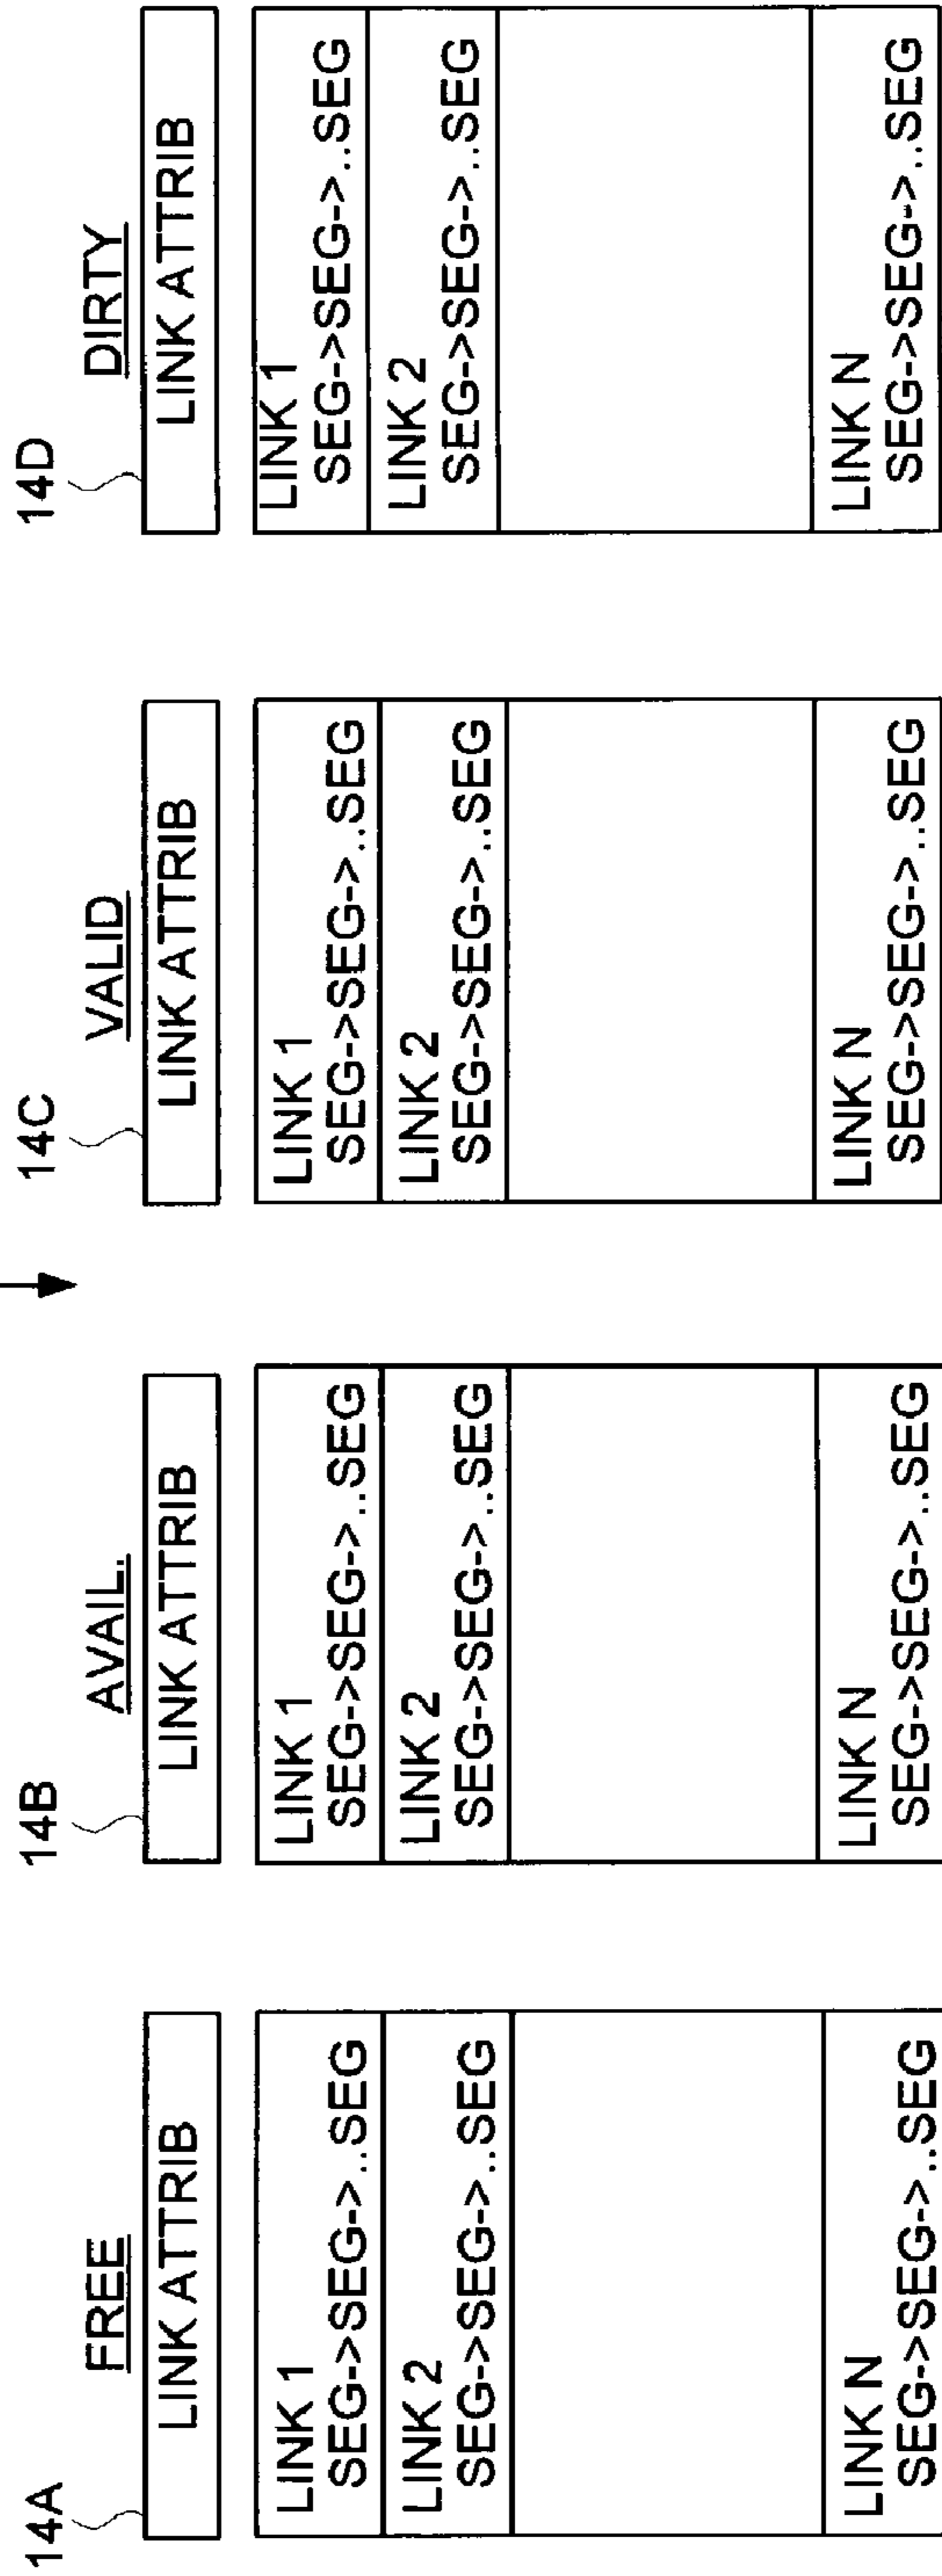 14A
FREE
LINK ATTRIB
LINK 1
SEG->SEG->..SEG
LINK 2
SEG->SEG->..SEG
LINK N
SEG->SEG->..SEG
14B
AVAIL.
LINK ATTRIB
LINK 1
SEG->SEG->..SEG
LINK 2
SEG->SEG->..SEG
LINK N
SEG->SEG->..SEG
14C
VALID
LINK ATTRIB
LINK 1
SEG->SEG->..SEG
LINK 2
SEG->SEG->..SEG
LINK N
SEG->SEG->..SEG
14D
DIRTY
LINK ATTRIB
LINK 1
SEG->SEG->..SEG
LINK 2
SEG->SEG->..SEG
LINK N
SEG->SEG->..SEG